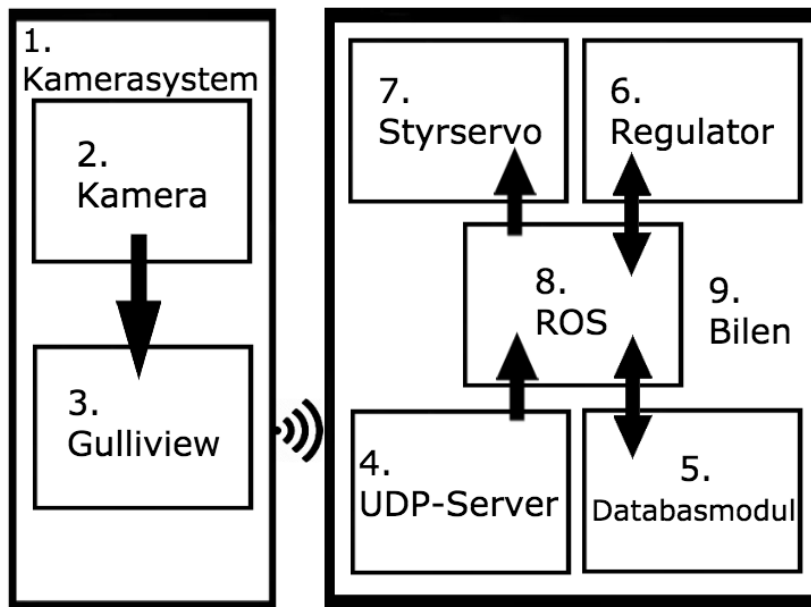 1.
Kamerasystem
2.
Kamera
3.
Gulliview
7.
Styrservo
6.
Regulator
8.
ROS
9.
Bilen
4.
UDP-Server
5.
Databasmodul